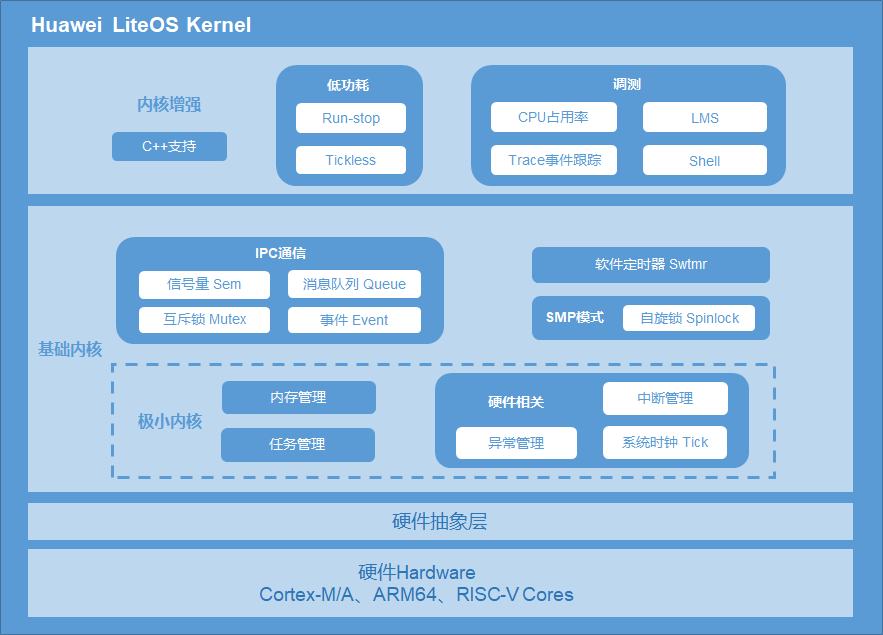 Huawei LiteOS Kernel
内核增强
C++支持
低功耗
Run-stop
Tickless
调测
CPU占用率
LMS
Trace事件跟踪
Shell
基础内核
IPC通信
信号量 Sem
消息队列 Queue
互斥锁 Mutex
事件 Event
软件定时器 Swtmr
SMP模式
自旋锁 Spinlock
极小内核
内存管理
任务管理
硬件相关
中断管理
异常管理
系统时钟 Tick
硬件抽象层
硬件Hardware
Cortex-M/A、ARM64、RISC-V Cores